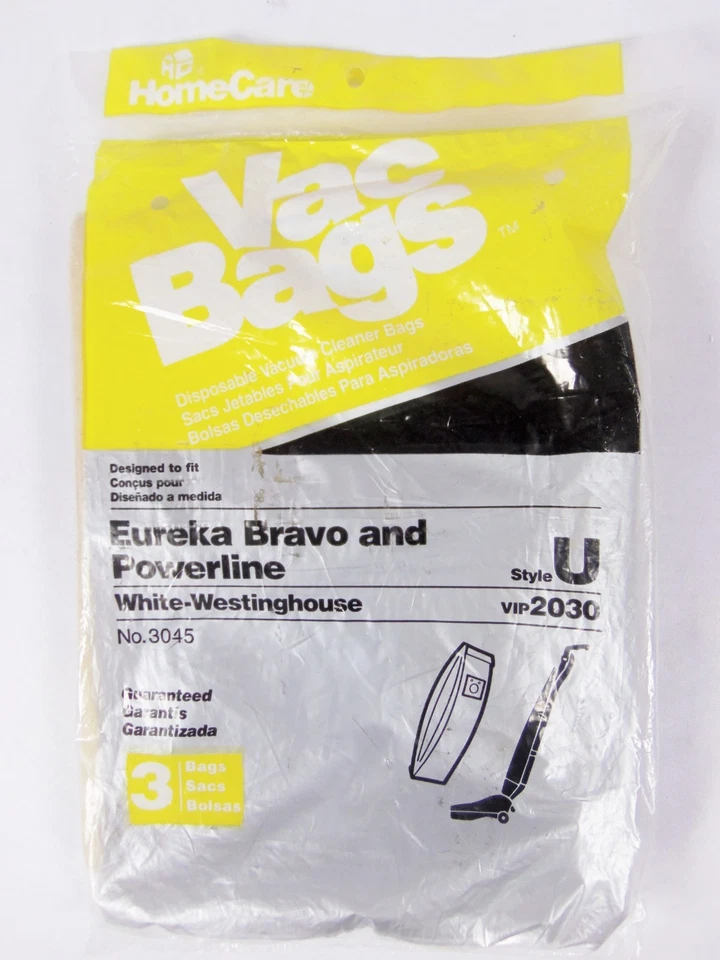 HomeCare
Vac
Bags™
Disposable Vacuum Cleaner Bags
Sacs Jetables Pour Aspirateur
Bolsas Desechables Para Aspiradoras
Designed to fit
Conçus pour
Diseñado a medida
Eureka Bravo and
Powerline
Style U
White-Westinghouse
VIP2030
No.3045
Guaranteed
Garantis
Garantizada
3
Bags
Sacs
Bolsas